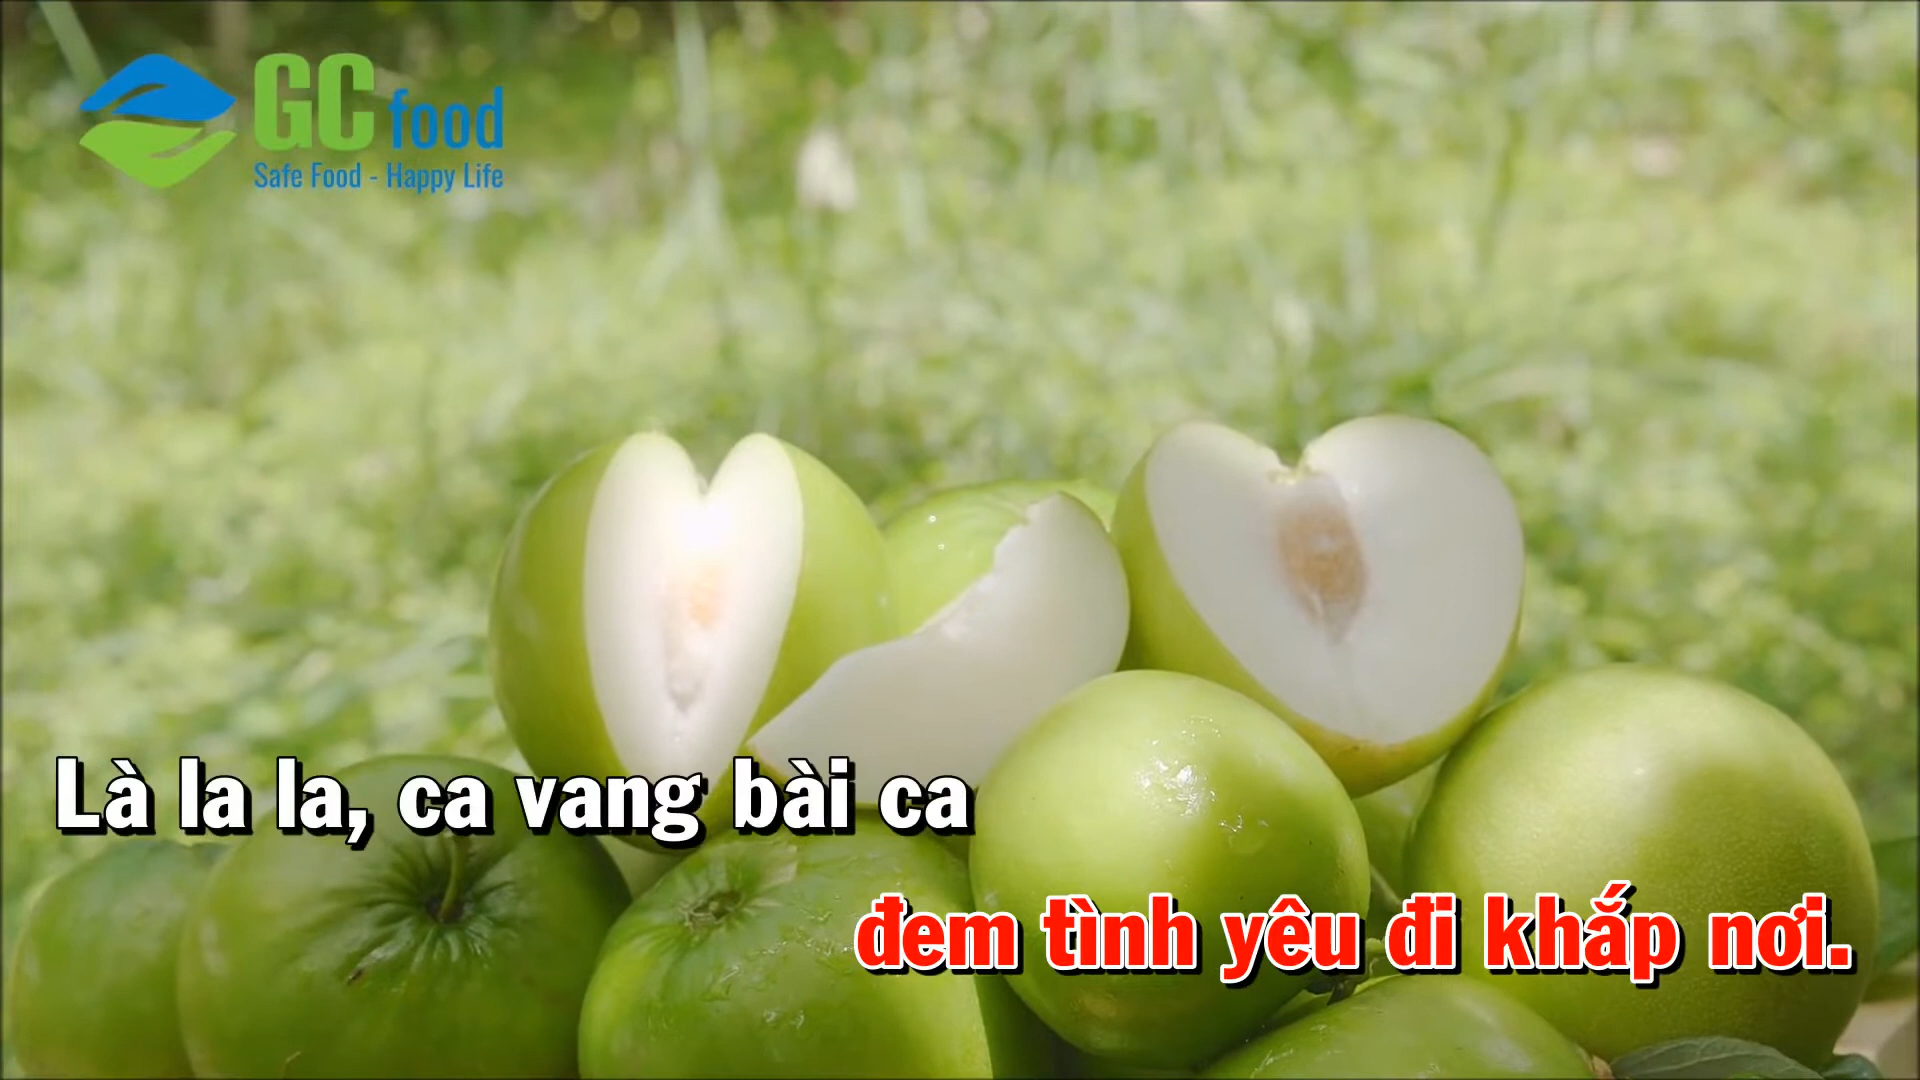 GC food
Safe Food - Happy Life
Là la la, ca vang bài ca
đem tình yêu đi khắp nơi.